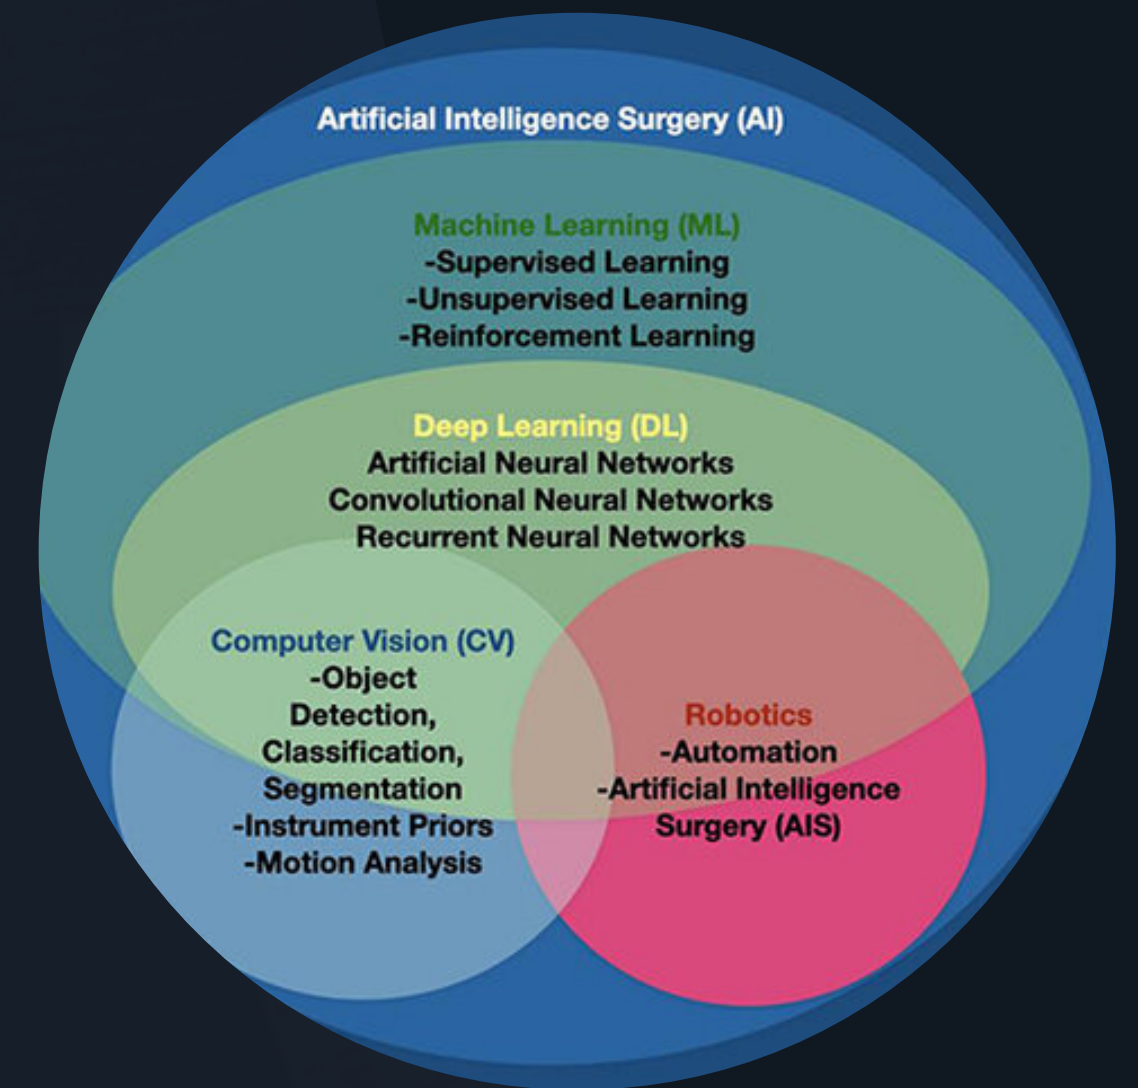 Artificial Intelligence Surgery (AI)
Machine Learning (ML)
-Supervised Learning
-Unsupervised Learning
-Reinforcement Learning
Deep Learning (DL)
Artificial Neural Networks
Convolutional Neural Networks
Recurrent Neural Networks
Computer Vision (CV)
-Object
Detection,
Classification,
Segmentation
-Instrument Priors
-Motion Analysis
Robotics
-Automation
-Artificial Intelligence
Surgery (AIS)